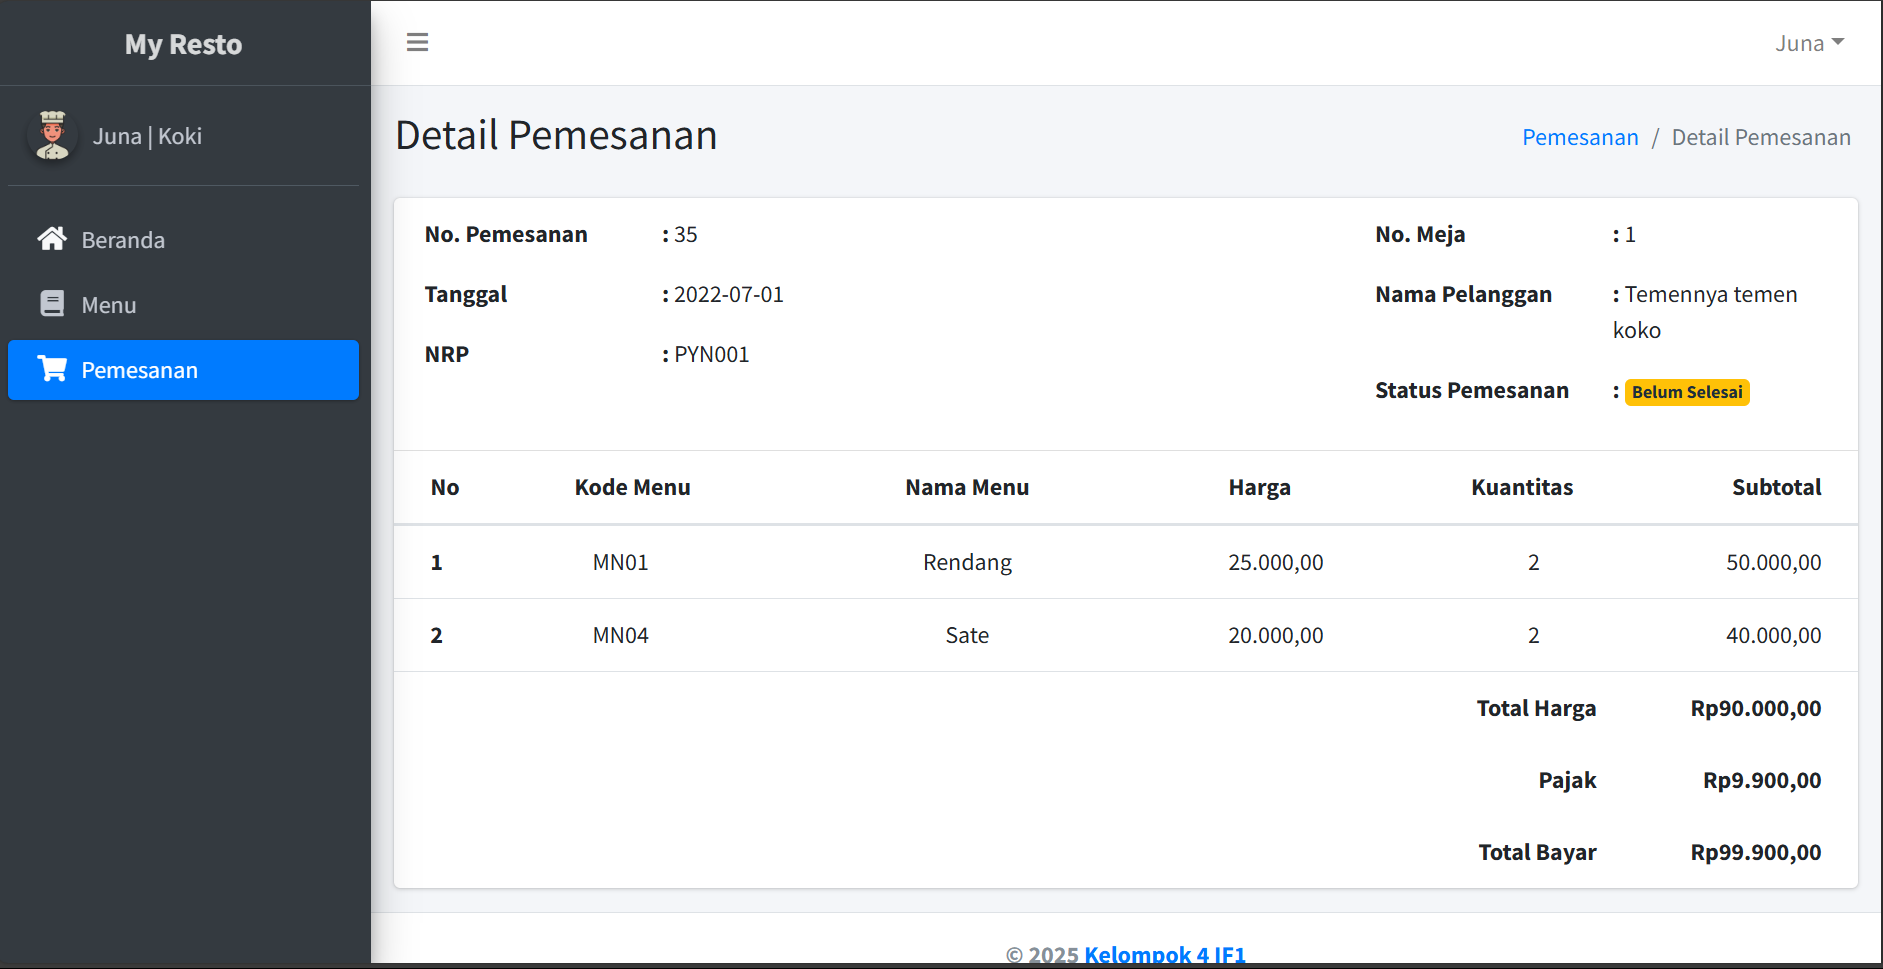 My Resto
Juna
Juna | Koki
Beranda
Menu
Pemesanan
Detail Pemesanan
Pemesanan / Detail Pemesanan
No. Pemesanan : 35
Tanggal : 2022-07-01
NRP : PYN001
No. Meja : 1
Nama Pelanggan : Temennya temen
koko
Status Pemesanan : Belum Selesai
No Kode Menu Nama Menu Harga Kuantitas Subtotal
1 MN01 Rendang 25.000,00 2 50.000,00
2 MN04 Sate 20.000,00 2 40.000,00
Total Harga Rp90.000,00
Pajak Rp9.900,00
Total Bayar Rp99.900,00
© 2025 Kelompok 4 IF1